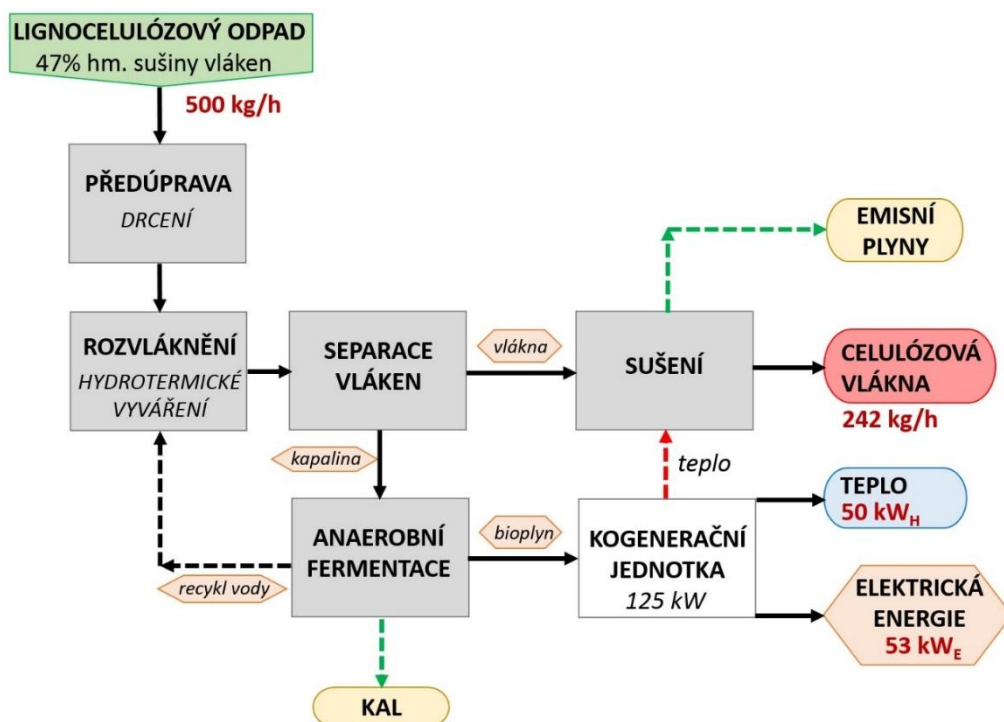 LIGNOCELULÓZOVÝ ODPAD
47% hm. sušiny vláken
500 kg/h
PŘEDÚPRAVA
DRCENÍ
EMISNÍ
PLYNY
ROZVLÁKNĚNÍ
HYDROTERMICKÉ
VYVÁŘENÍ
SEPARACE
VLÁKEN
vlákna
SUŠENÍ
CELULÓZOVÁ
VLÁKNA
242 kg/h
kapalina
teplo
TEPLO
50 kWH
ANAEROBNÍ
FERMENTACE
bioplyn
KOGENERAČNÍ
JEDNOTKA
125 kW
recykl vody
ELEKTRICKÁ
ENERGIE
53 kWE
KAL